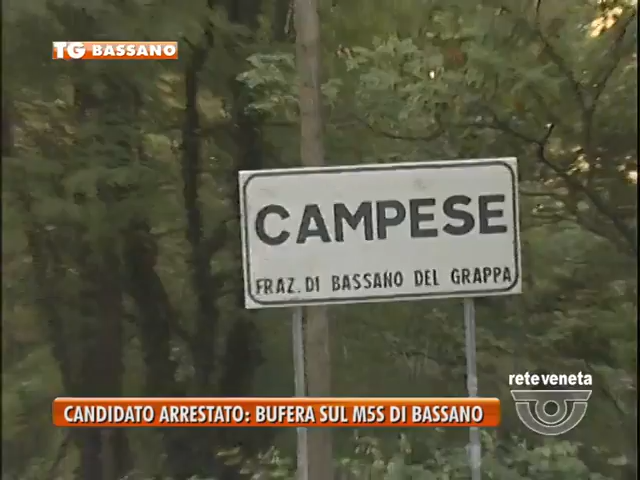 TG BASSANO
CAMPESE
FRAZ. DI BASSANO DEL GRAPPA
reteveneta
CANDIDATO ARRESTATO: BUFERA SUL M5S DI BASSANO